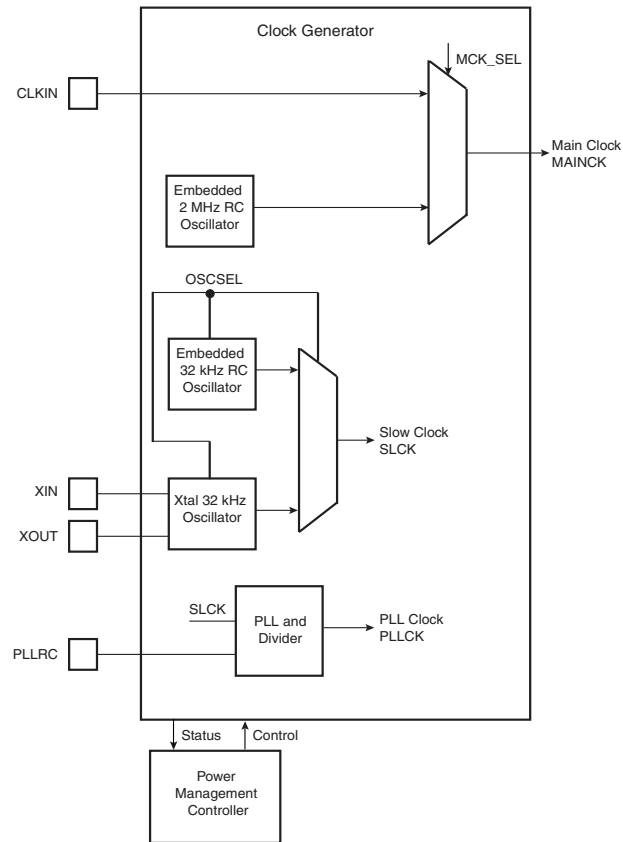 Clock Generator
MCK_SEL
CLKIN
Main Clock
MAINCK
Embedded
2 MHz RC
Oscillator
OSCSEL
Embedded
32 kHz RC
Oscillator
Slow Clock
SLCK
XIN
Xtal 32 kHz
Oscillator
XOUT
SLCK
PLL and
Divider
PLL Clock
PLLCK
PLLRC
Status
Control
Power
Management
Controller